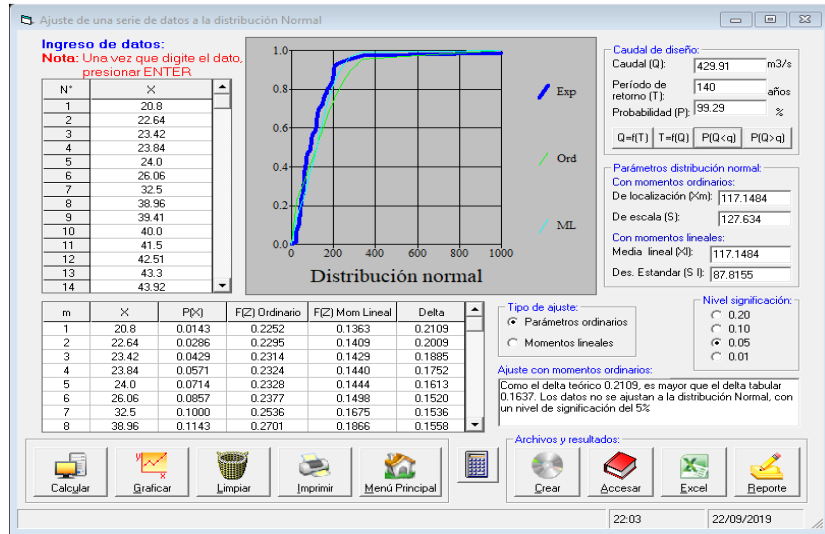 Ajuste de una serie de datos a la distribución Normal
Ingreso de datos:
Nota: Una vez que digite el dato,
presionar ENTER
N° X
1 20.8
2 22.64
3 23.42
4 23.84
5 24.0
6 26.06
7 32.5
8 38.96
9 39.41
10 40.0
11 41.5
12 42.51
13 43.3
14 43.92
1.0
0.8
0.6
0.4
0.2
0.0
0 200 400 600 800 1000
Distribución normal
Exp
Ord
ML
Caudal de diseño:
Caudal (Q): 429.91 m3/s
Período de
retorno (T): 140 años
Probabilidad (P): 99.29 %
Q=f(T) T=f(Q) P(Q<q) P(Q>q)
Parámetros distribución normal:
Con momentos ordinarios:
De localización (Xm): 117.1484
De escala (S): 127.634
Con momentos lineales:
Media lineal (Xl): 117.1484
Des. Estandar (S l): 87.8155
m X P(X) F(Z) Ordinario F(Z) Mom Lineal Delta
1 20.8 0.0143 0.2252 0.1363 0.2109
2 22.64 0.0286 0.2295 0.1409 0.2009
3 23.42 0.0429 0.2314 0.1429 0.1885
4 23.84 0.0571 0.2324 0.1440 0.1752
5 24.0 0.0714 0.2328 0.1444 0.1613
6 26.06 0.0857 0.2377 0.1498 0.1520
7 32.5 0.1000 0.2536 0.1675 0.1536
8 38.96 0.1143 0.2701 0.1866 0.1558
Tipo de ajuste:
Parámetros ordinarios
Momentos lineales
Nivel significación:
0.20
0.10
0.05
0.01
Ajuste con momentos ordinarios:
Como el delta teórico 0.2109, es mayor que el delta tabular
0.1637. Los datos no se ajustan a la distribución Normal, con
un nivel de significación del 5%
Calcular
Graficar
Limpiar
Imprimir
Menú Principal
Archivos y resultados:
Crear
Accesar
Excel
Reporte
22:03 22/09/2019